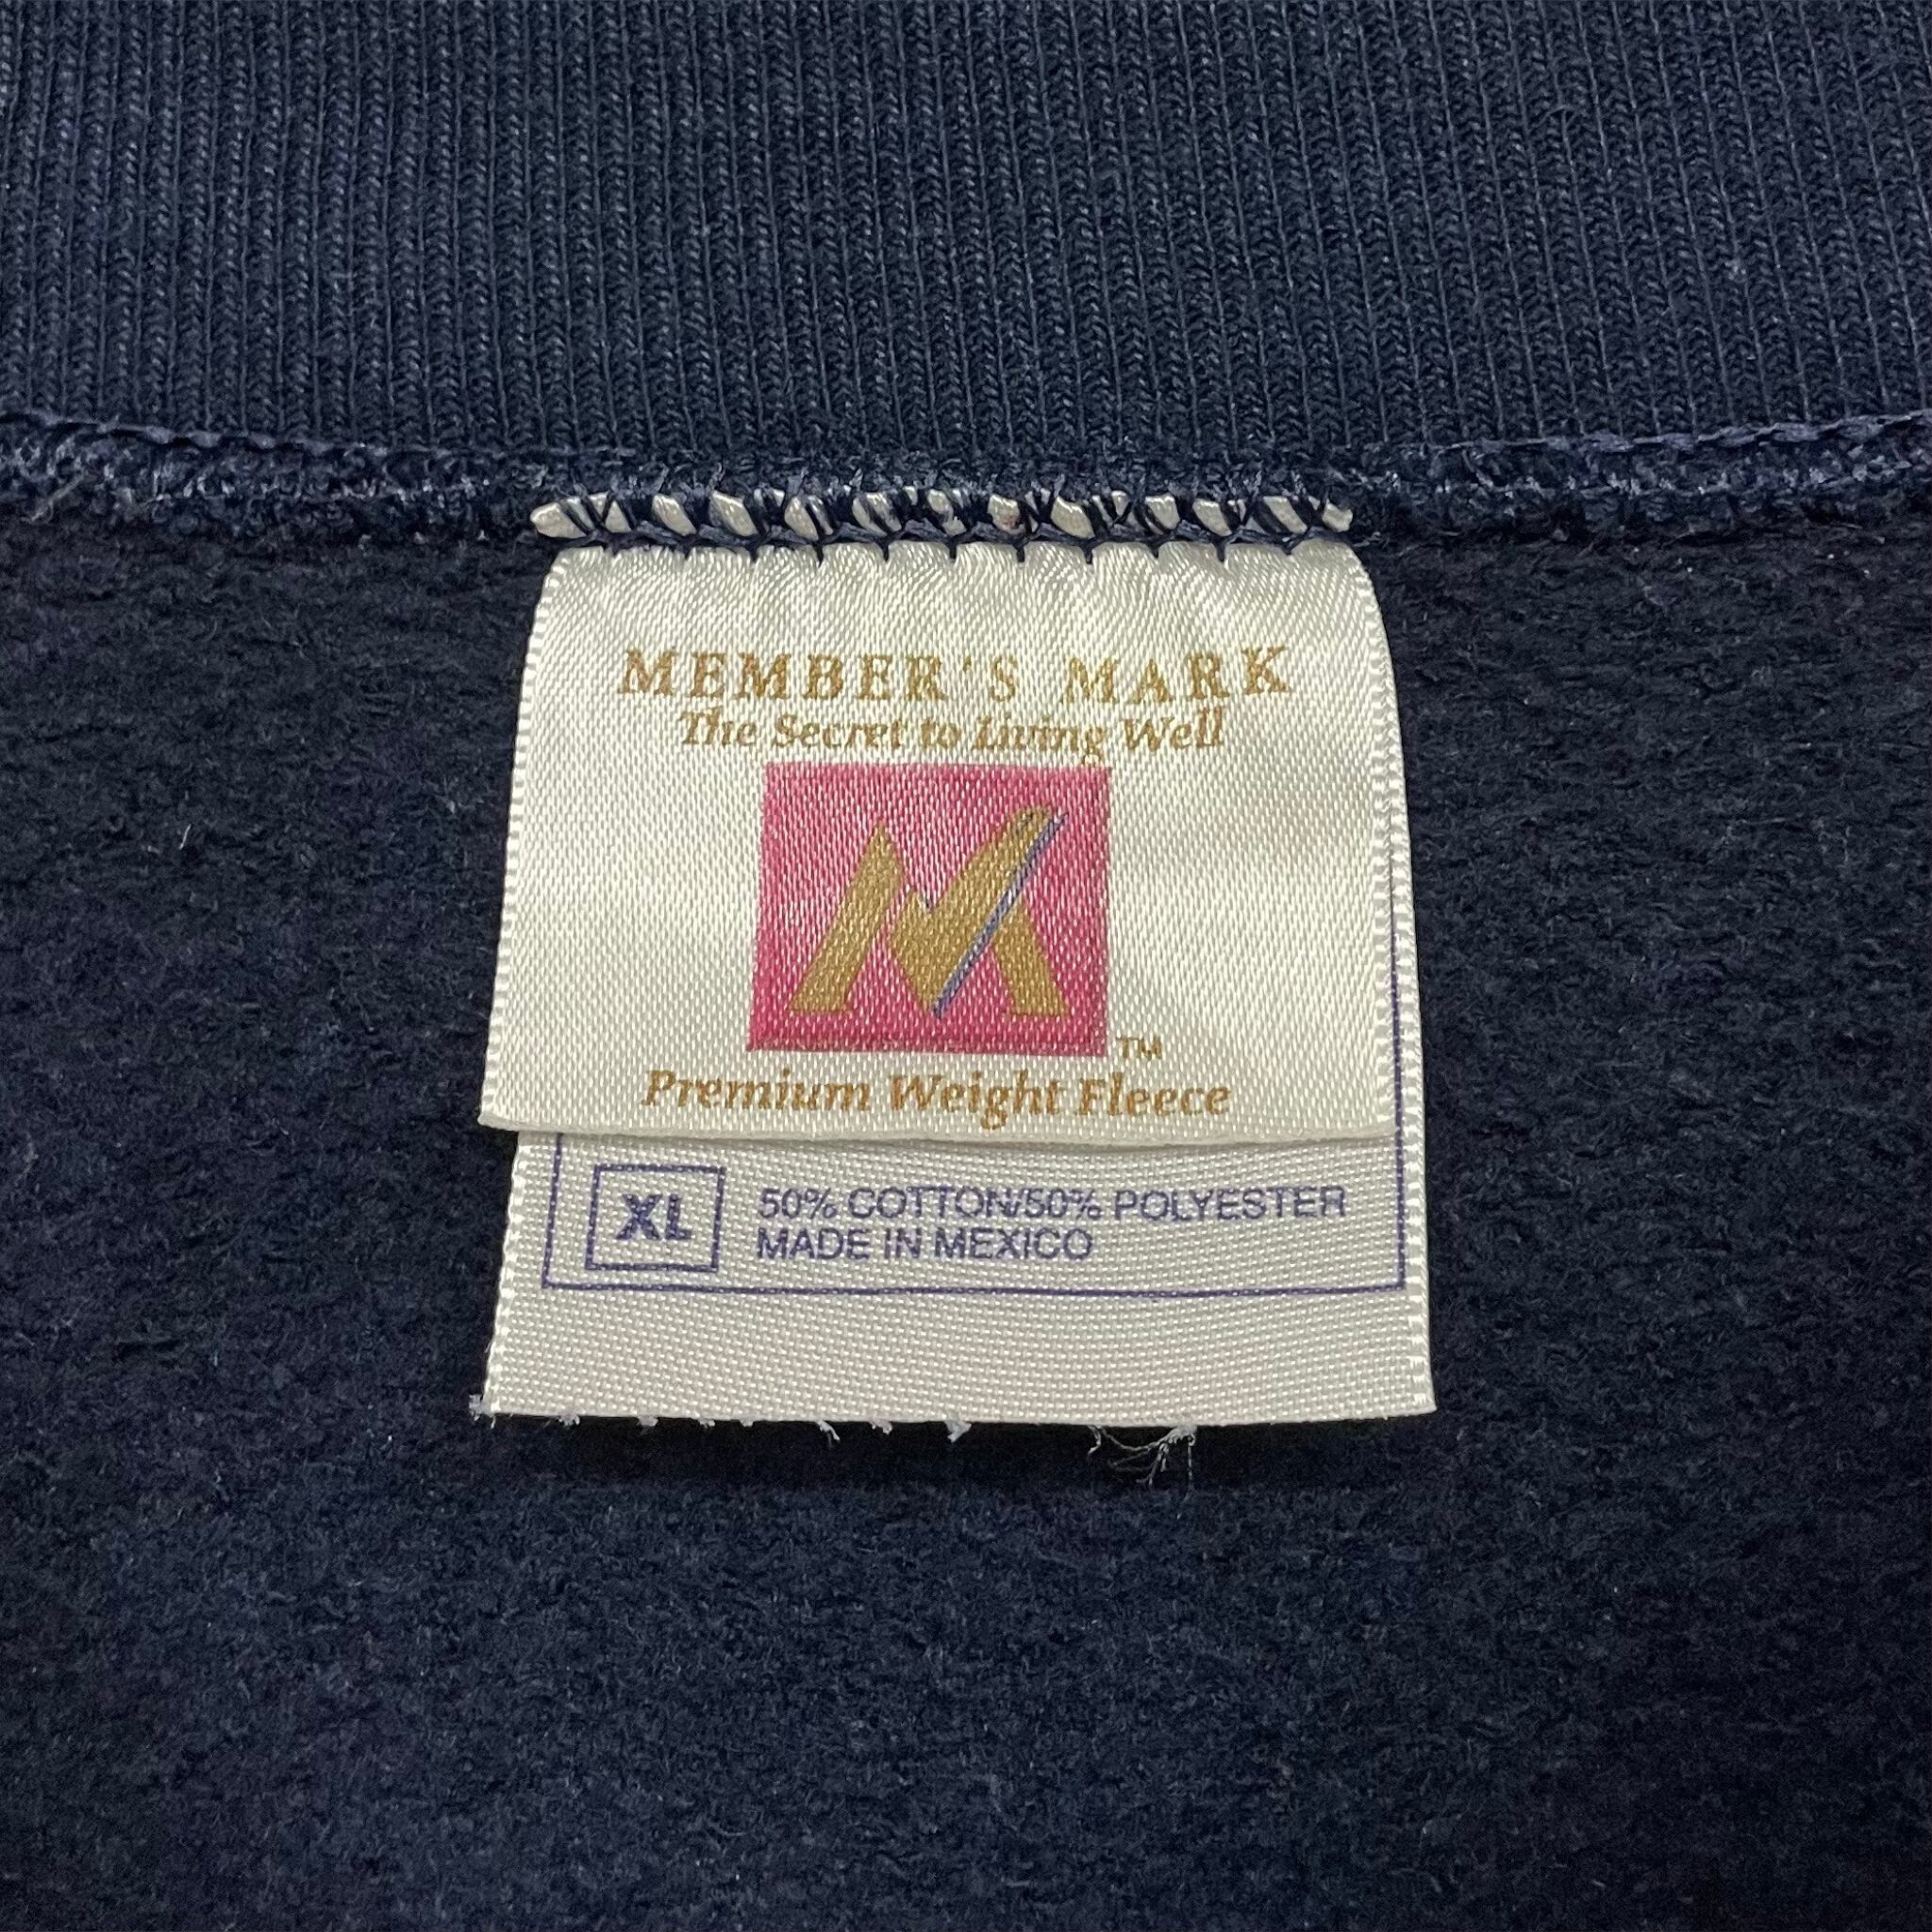 MEMBER'S MARK
The Secret to Living Well
M
TM
Premium Weight Fleece
XL
50% COTTON/50% POLYESTER
MADE IN MEXICO